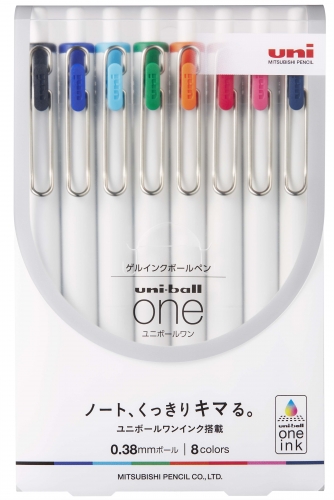 uni
MITSUBISHI PENCIL
ゲルインクボールペン
uni-ball
one
ユニボールワン
ノート、くっきりキマる。
ユニボールワンインク搭載
0.38mmボール 8colors
uni-ball
one
ink
MITSUBISHI PENCIL CO., LTD.